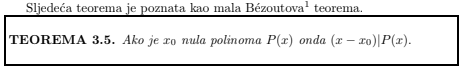 Sljedeća teorema je poznata kao mala Bézoutova¹ teorema.
TEOREMA 3.5. Ako je x₀ nula polinoma P(x) onda (x − x₀)|P(x).